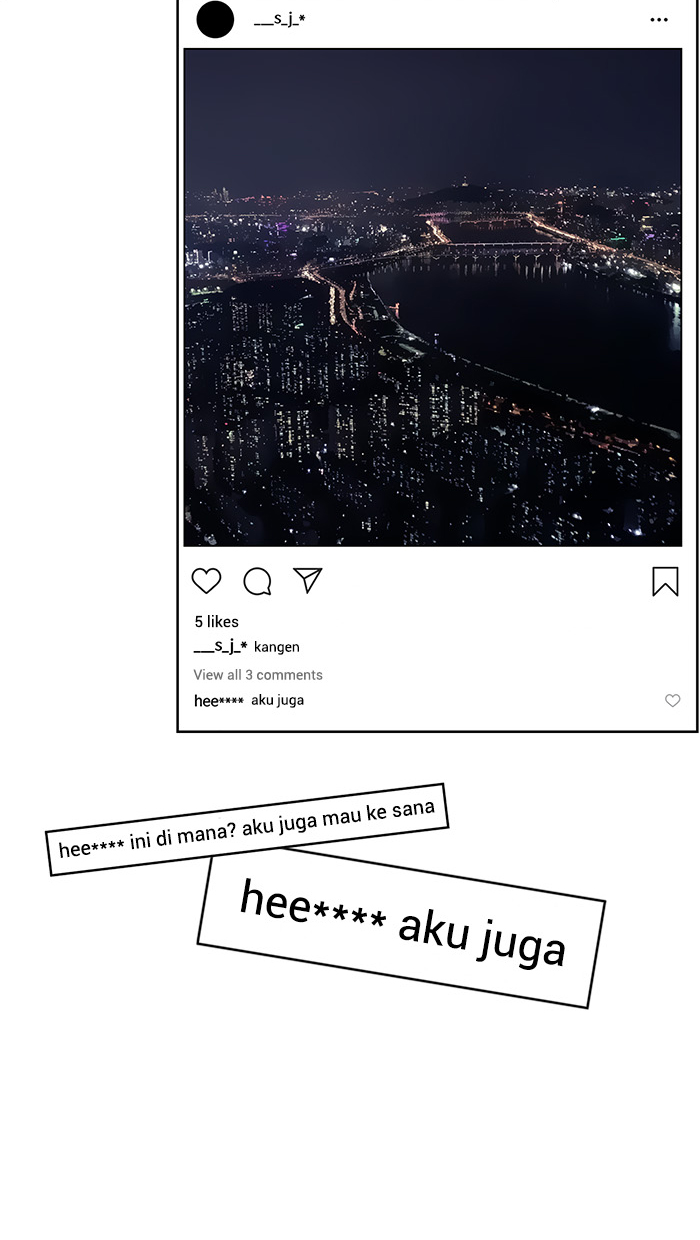 ___s_j_*
5 likes
___s_j_* kangen
View all 3 comments
hee**** aku juga
hee**** ini di mana? aku juga mau ke sana
hee**** aku juga